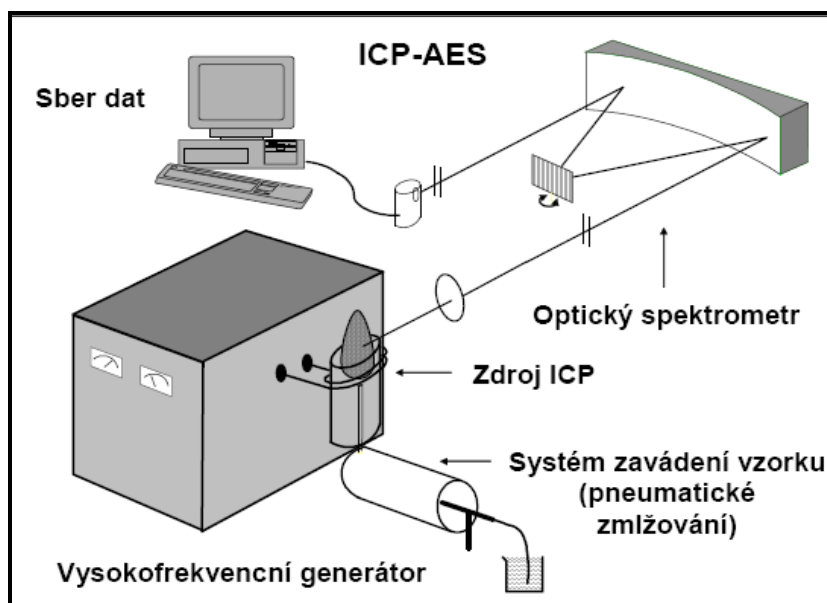 ICP-AES
Sber dat
Optický spektrometr
Zdroj ICP
Systém zavádení vzorku
(pneumatické
zmlžování)
Vysokofrekvencní generátor